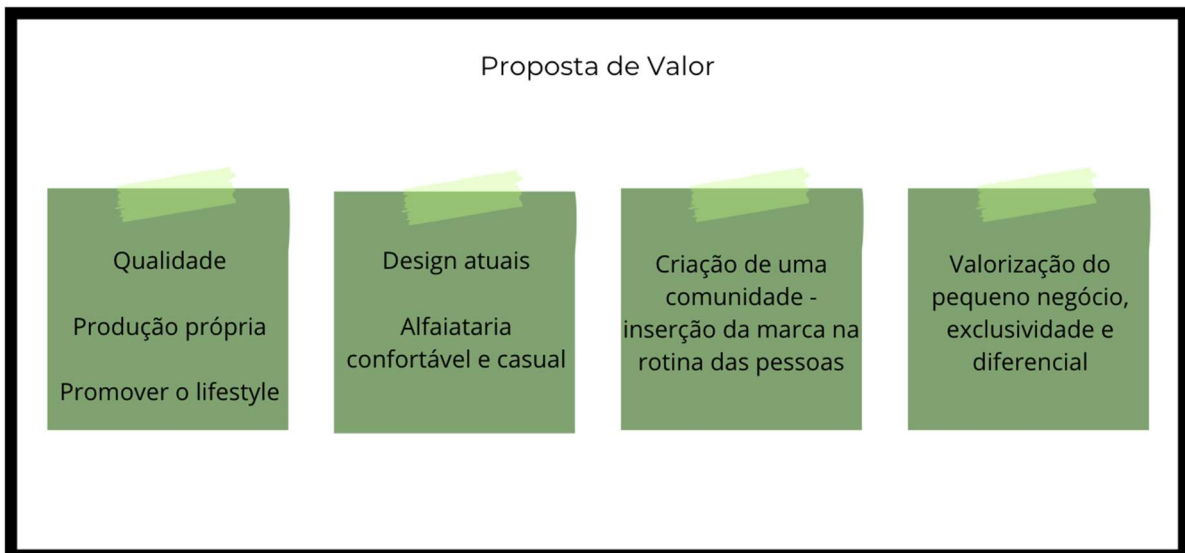 Proposta de Valor
Qualidade
Produção própria
Promover o lifestyle
Design atuais
Alfaiataria
confortável e casual
Criação de uma
comunidade -
inserção da marca na
rotina das pessoas
Valorização do
pequeno negócio,
exclusividade e
diferencial